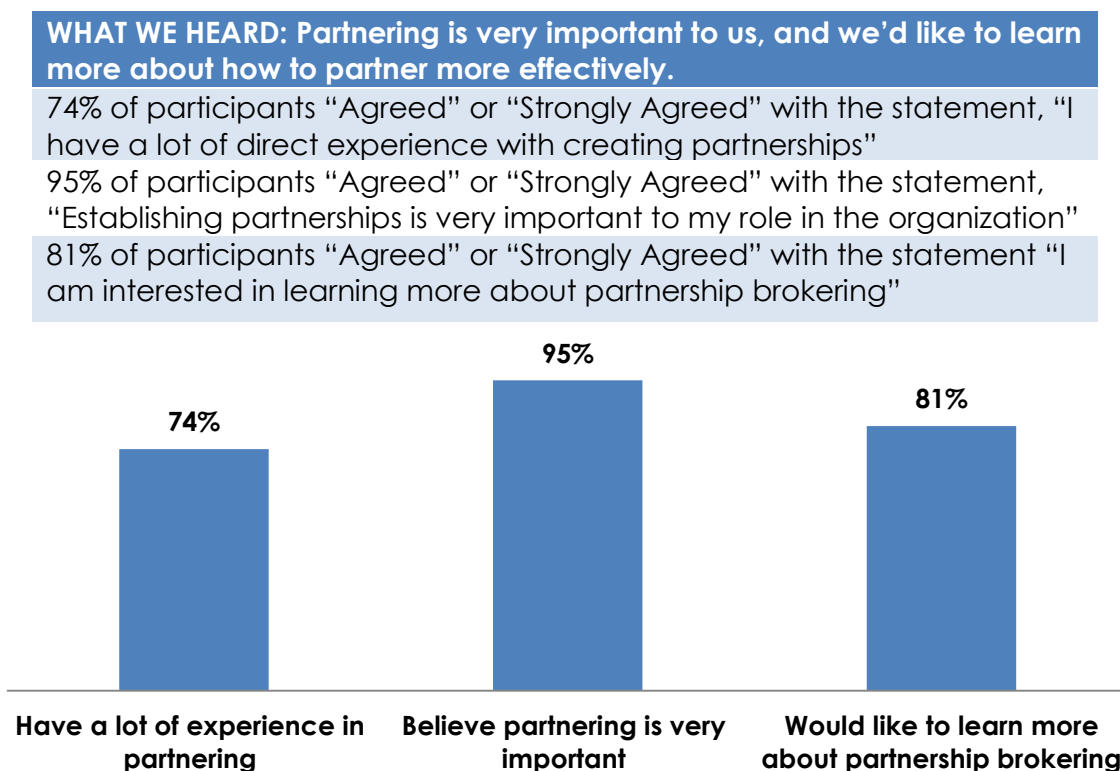 WHAT WE HEARD: Partnering is very important to us, and we’d like to learn
more about how to partner more effectively.
74% of participants “Agreed” or “Strongly Agreed” with the statement, “I
have a lot of direct experience with creating partnerships”
95% of participants “Agreed” or “Strongly Agreed” with the statement,
“Establishing partnerships is very important to my role in the organization”
81% of participants “Agreed” or “Strongly Agreed” with the statement “I
am interested in learning more about partnership brokering”
74%
95%
81%
Have a lot of experience in
partnering
Believe partnering is very
important
Would like to learn more
about partnership brokering